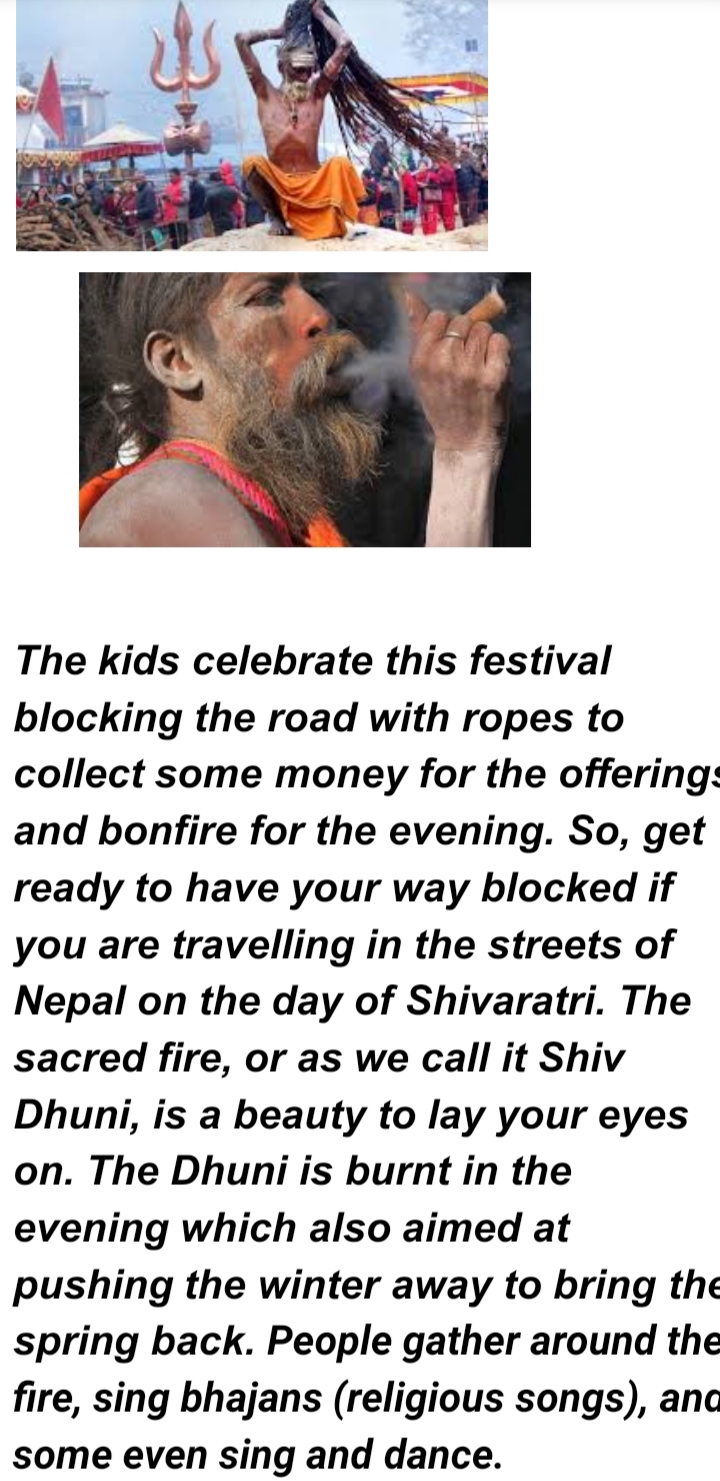 The kids celebrate this festival
blocking the road with ropes to
collect some money for the offerings
and bonfire for the evening. So, get
ready to have your way blocked if
you are travelling in the streets of
Nepal on the day of Shivaratri. The
sacred fire, or as we call it Shiv
Dhuni, is a beauty to lay your eyes
on. The Dhuni is burnt in the
evening which also aimed at
pushing the winter away to bring the
spring back. People gather around the
fire, sing bhajans (religious songs), and
some even sing and dance.